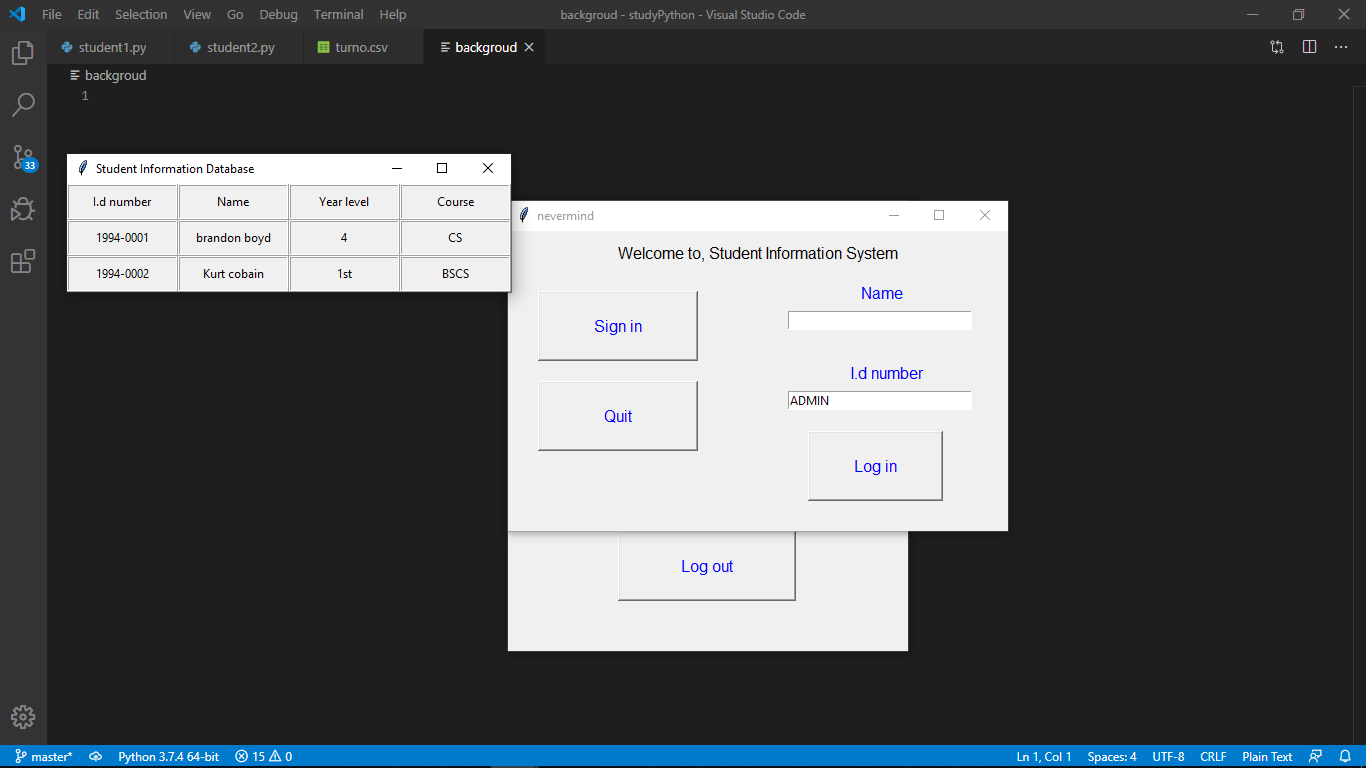 File Edit Selection View Go Debug Terminal Help backgroud - studyPython - Visual Studio Code
student1.py student2.py turno.csv backgroud
backgroud
1
33
Student Information Database
I.d number Name Year level Course
1994-0001 brandon boyd 4 CS
1994-0002 Kurt cobain 1st BSCS
nevermind
Welcome to, Student Information System
Name
Sign in
I.d number
ADMIN
Quit
Log in
Log out
master* Python 3.7.4 64-bit 15 0 Ln 1, Col 1 Spaces: 4 UTF-8 CRLF Plain Text